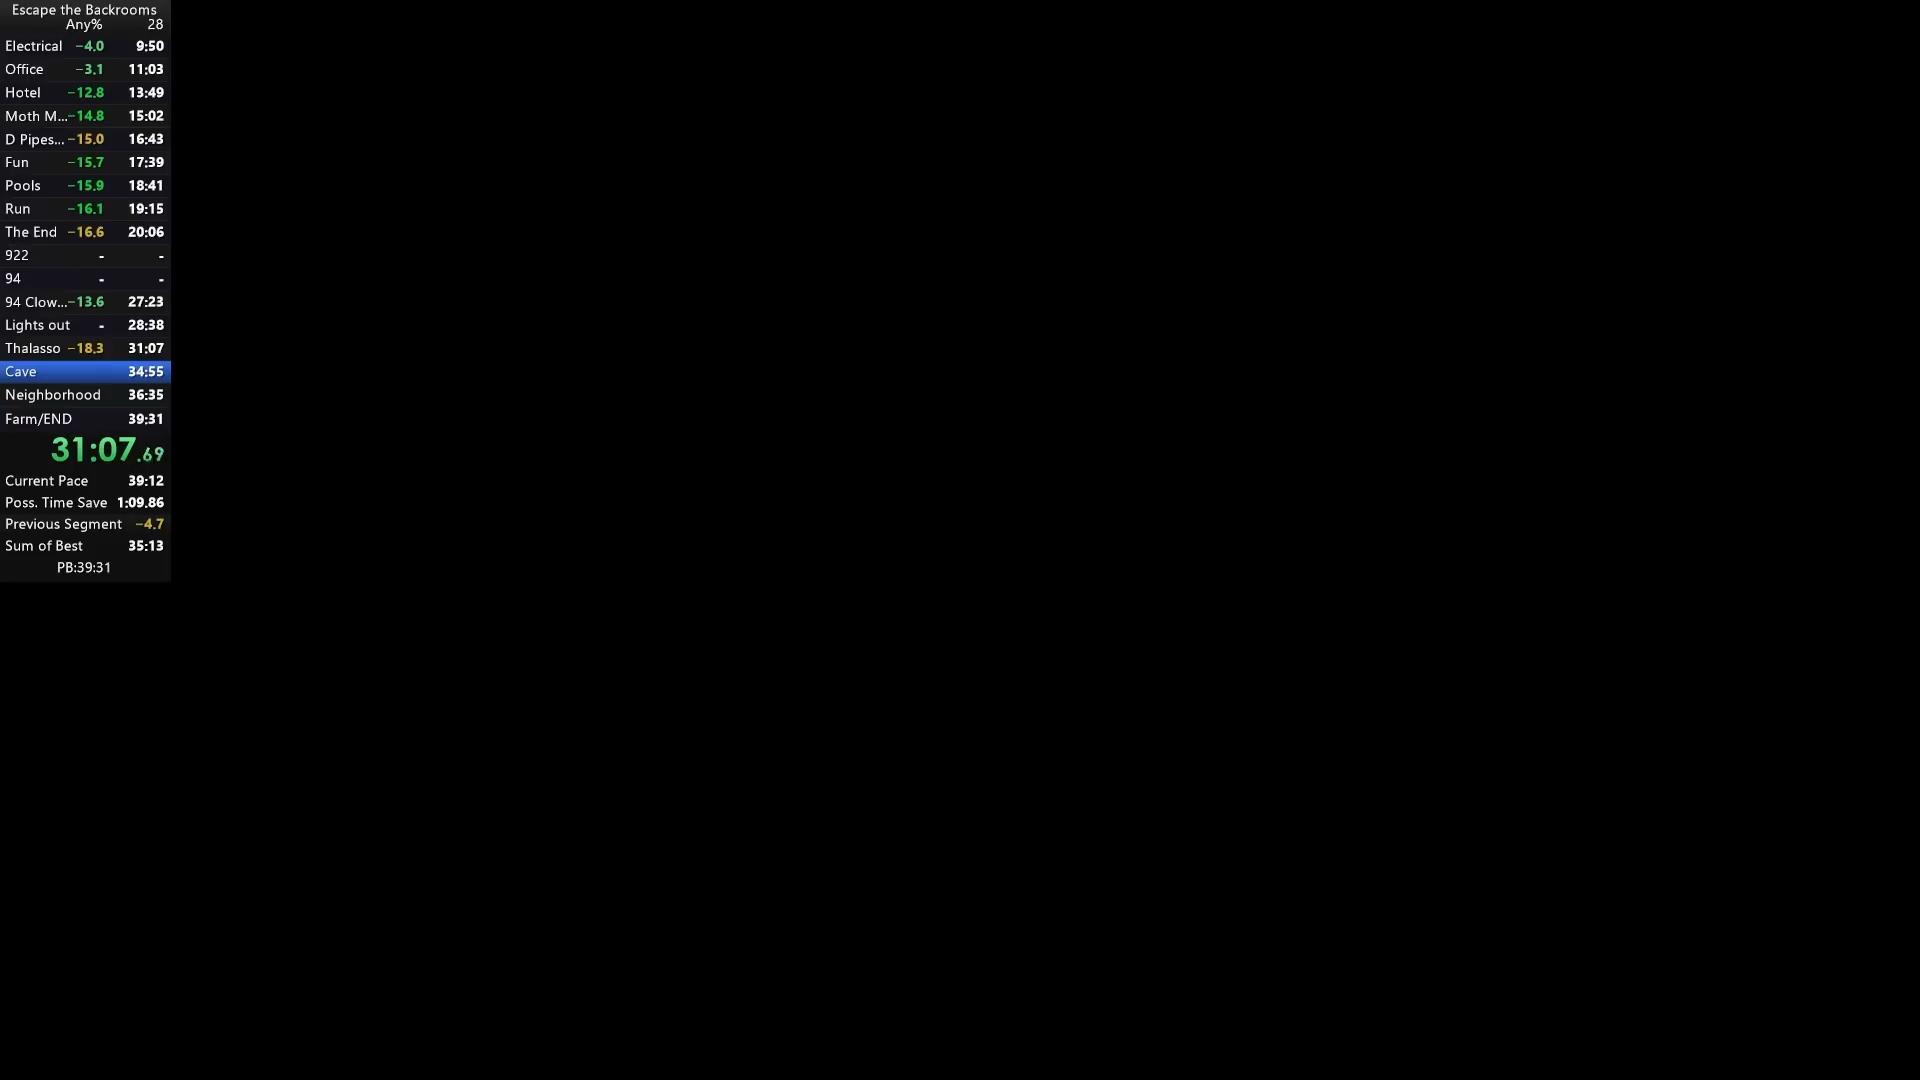 Escape the Backrooms
Any% 28
Electrical −4.0 9:50
Office −3.1 11:03
Hotel −12.8 13:49
Moth M... −14.8 15:02
D Pipes... −15.0 16:43
Fun −15.7 17:39
Pools −15.9 18:41
Run −16.1 19:15
The End −16.6 20:06
922 - -
94 - -
94 Clow... −13.6 27:23
Lights out - 28:38
Thalasso −18.3 31:07
Cave 34:55
Neighborhood 36:35
Farm/END 39:31
31:07.69
Current Pace 39:12
Poss. Time Save 1:09.86
Previous Segment −4.7
Sum of Best 35:13
PB:39:31